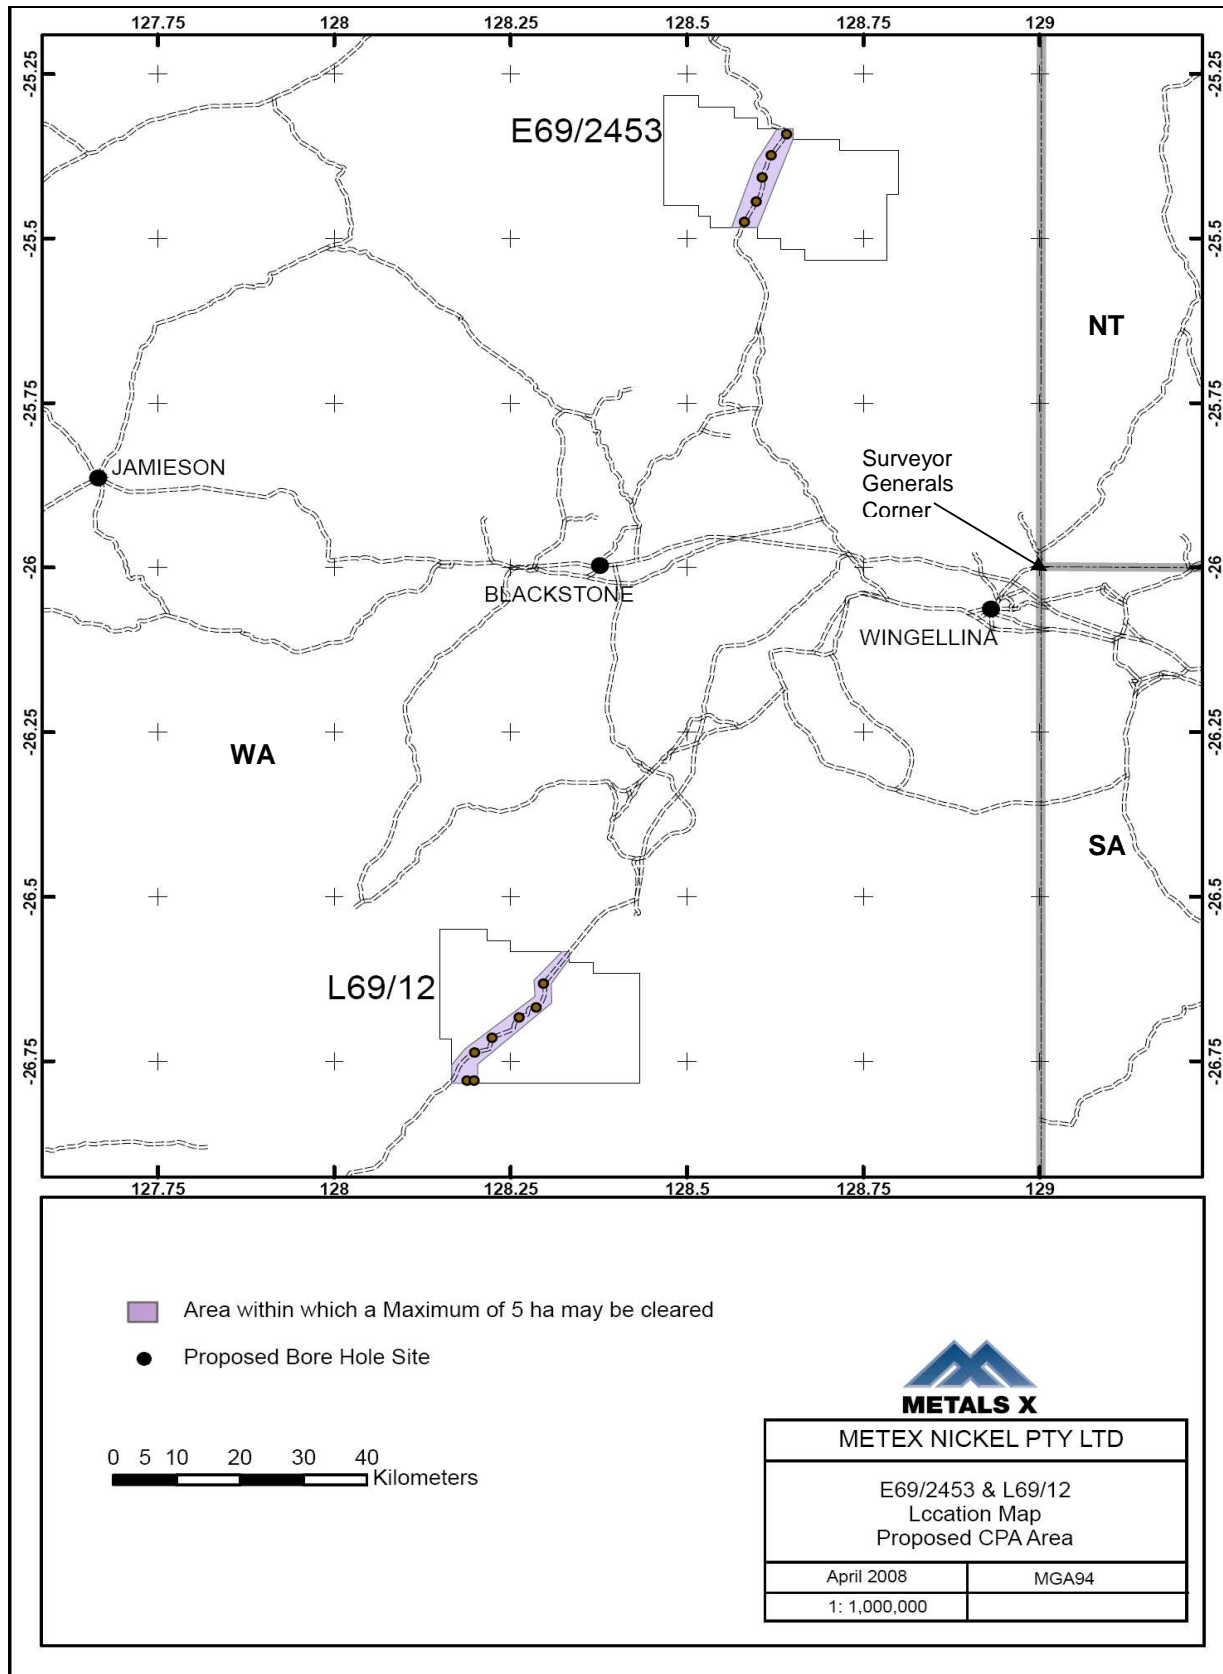 127.75 128 128.25 128.5 128.75 129
-25.25 -25.25
E69/2453
-25.5 -25.5
NT
-25.75 -25.75
JAMIESON
Surveyor
Generals
Corner
-26 -26
BLACKSTONE
WINGELLINA
-26.25 -26.25
WA
SA
-26.5 -26.5
L69/12
-26.75 -26.75
127.75 128 128.25 128.5 128.75 129
Area within which a Maximum of 5 ha may be cleared
Proposed Bore Hole Site
0 5 10 20 30 40
Kilometers
METALS X
METEX NICKEL PTY LTD
E69/2453 & L69/12
Lccation Map
Proposed CPA Area
April 2008 MGA94
1: 1,000,000